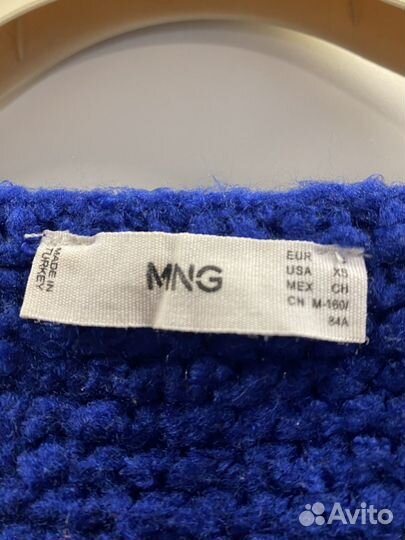 MADE IN
TURKEY
MNG
EUR
USA XS
MEX CH
CN M-160/
84A
Avito